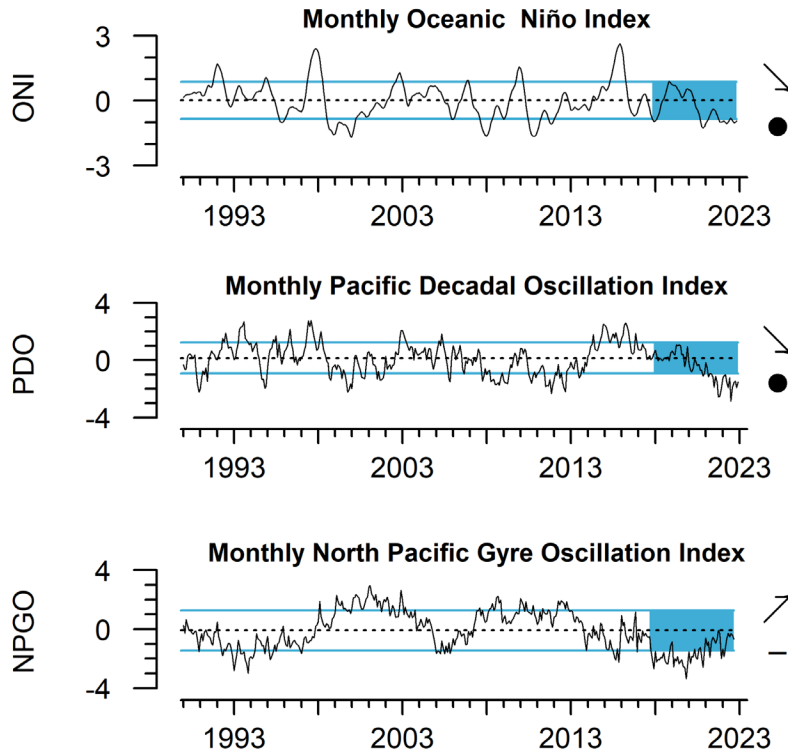 Monthly Oceanic  Niño Index
ONI
3
0
-3
1993 2003 2013 2023
Monthly Pacific Decadal Oscillation Index
PDO
4
0
-4
1993 2003 2013 2023
Monthly North Pacific Gyre Oscillation Index
NPGO
4
0
-4
1993 2003 2013 2023